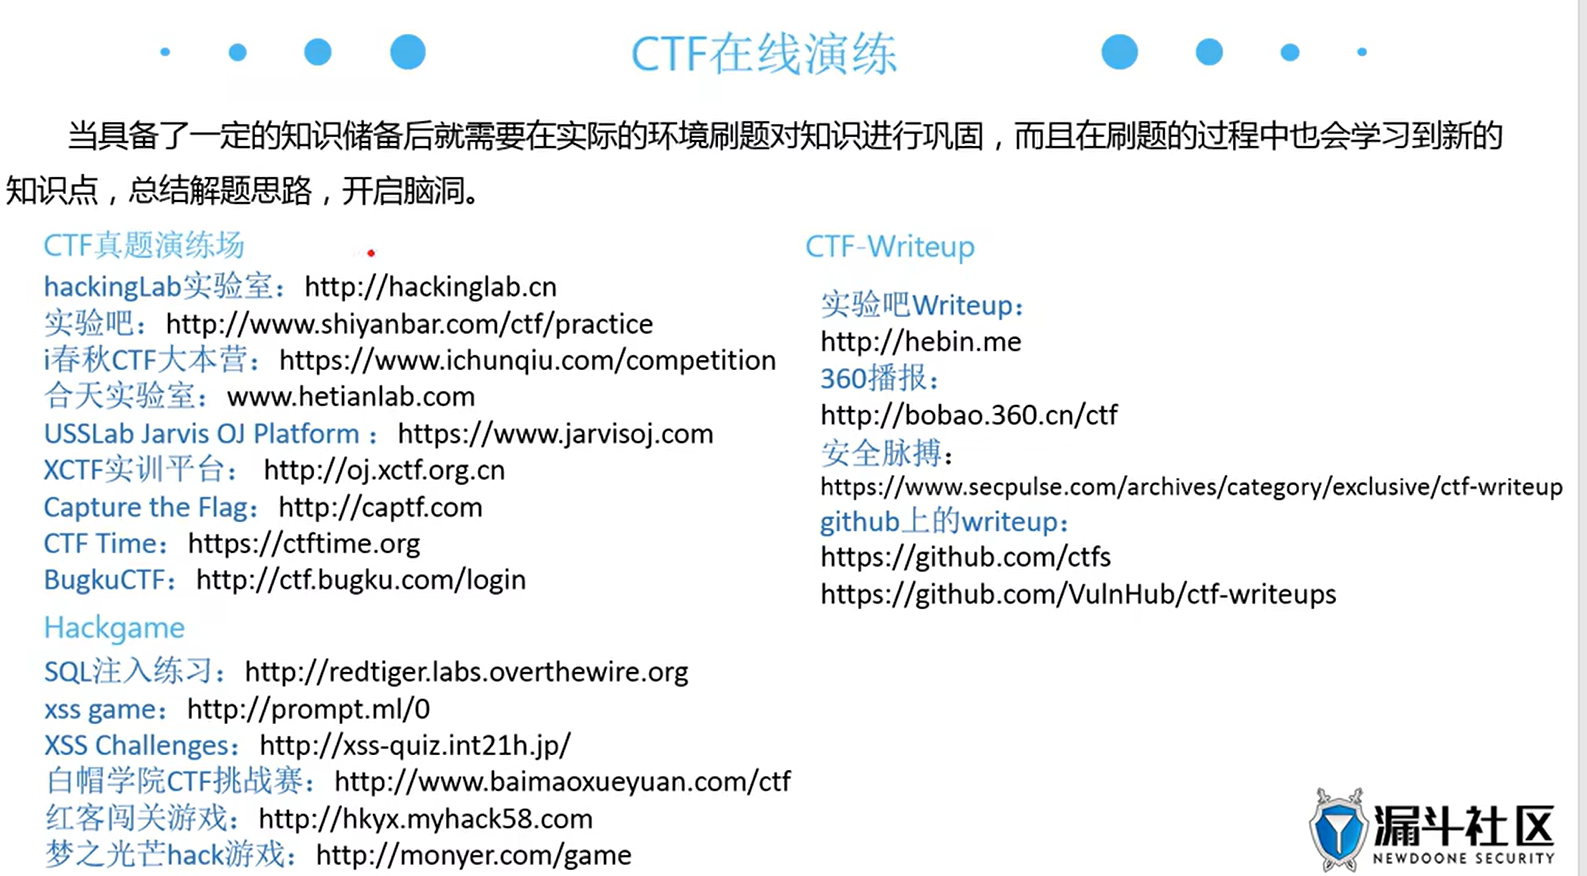 CTF在线演练
当具备了一定的知识储备后就需要在实际的环境刷题对知识进行巩固，而且在刷题的过程中也会学习到新的
知识点，总结解题思路，开启脑洞。
CTF真题演练场
hackingLab实验室：http://hackinglab.cn
实验吧：http://www.shiyanbar.com/ctf/practice
i春秋CTF大本营：https://www.ichunqiu.com/competition
合天实验室：www.hetianlab.com
USSLab Jarvis OJ Platform ：https://www.jarvisoj.com
XCTF实训平台：http://oj.xctf.org.cn
Capture the Flag：http://captf.com
CTF Time：https://ctftime.org
BugkuCTF：http://ctf.bugku.com/login
Hackgame
SQL注入练习：http://redtiger.labs.overthewire.org
xss game：http://prompt.ml/0
XSS Challenges：http://xss-quiz.int21h.jp/
白帽学院CTF挑战赛：http://www.baimaoxueyuan.com/ctf
红客闯关游戏：http://hkyx.myhack58.com
梦之光芒hack游戏：http://monyer.com/game
CTF-Writeup
实验吧Writeup：
http://hebin.me
360播报：
http://bobao.360.cn/ctf
安全脉搏：
https://www.secpulse.com/archives/category/exclusive/ctf-writeup
github上的writeup：
https://github.com/ctfs
https://github.com/VulnHub/ctf-writeups
漏斗社区
NEWDOONE SECURITY